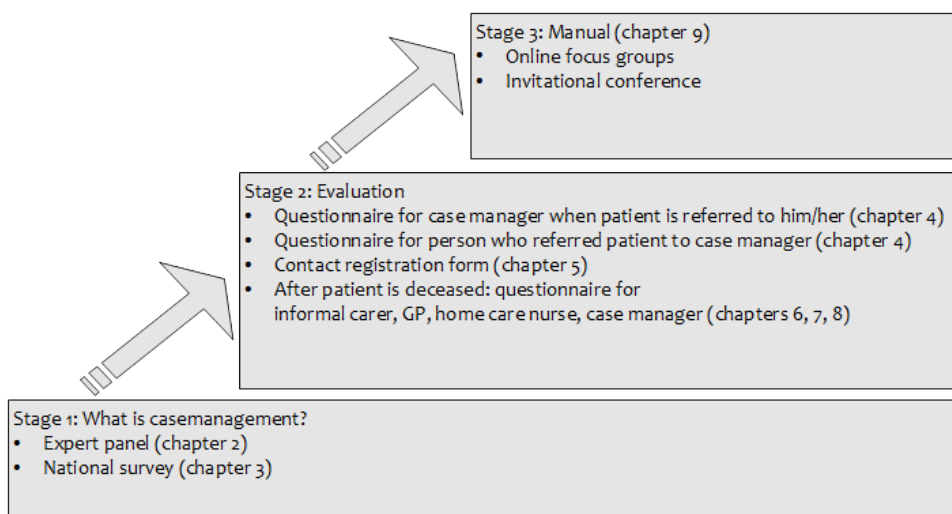 Stage 3: Manual (chapter 9)
• Online focus groups
• Invitational conference
Stage 2: Evaluation
• Questionnaire for case manager when patient is referred to him/her (chapter 4)
• Questionnaire for person who referred patient to case manager (chapter 4)
• Contact registration form (chapter 5)
• After patient is deceased: questionnaire for
informal carer, GP, home care nurse, case manager (chapters 6, 7, 8)
Stage 1: What is casemanagement?
• Expert panel (chapter 2)
• National survey (chapter 3)